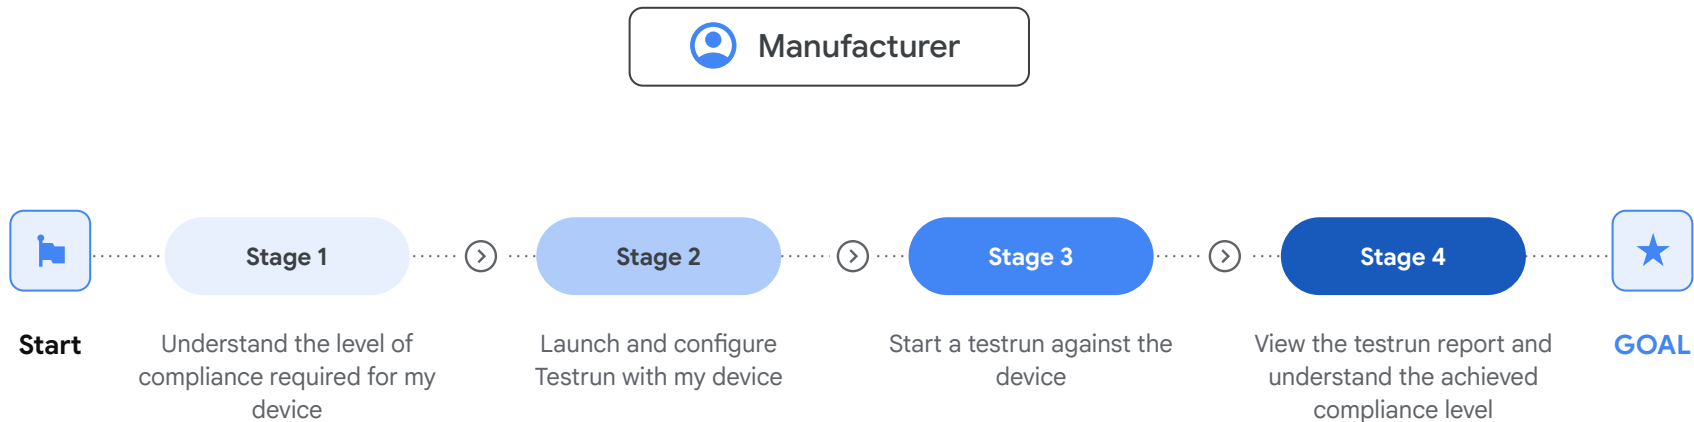 Manufacturer
Stage 1
Stage 2
Stage 3
Stage 4
Start
Understand the level of
compliance required for my
device
Launch and configure
Testrun with my device
Start a testrun against the
device
View the testrun report and
understand the achieved
compliance level
GOAL